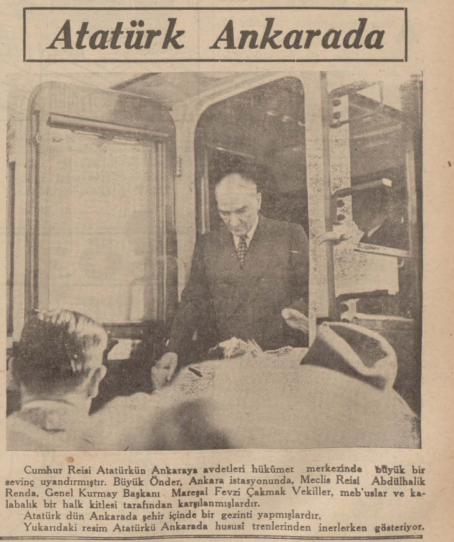 Atatürk Ankarada
Cumhur Reisi Atatürkün Ankaraya avdetleri hükûmet merkezinde büyük bir
sevinç uyandırmıştır. Büyük Önder, Ankara istasyonunda, Meclis Reisi Abdülhalik
Renda, Genel Kurmay Başkanı Mareşal Fevzi Çakmak Vekiller, meb'uslar ve ka-
labalık bir halk kitlesi tarafından karşılanmışlardır.
Atatürk dün Ankarada şehir içinde bir gezinti yapmışlardır.
Yukarıdaki resim Atatürkü Ankarada hususî trenlerinden inerlerken gösteriyor.